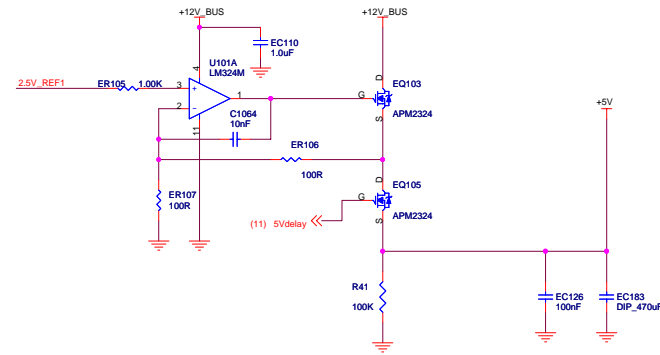 +12V_BUS
+12V_BUS
EC110
1.0uF
U101A
LM324M
4
2.5V_REF1
ER105
1.00K
3
+
1
2
-
11
C1064
10nF
D
EQ103
G
S
APM2324
+5V
ER106
100R
ER107
100R
D
EQ105
G
S
APM2324
(11) 5Vdelay
R41
100K
EC126
100nF
EC183
DIP_470uF